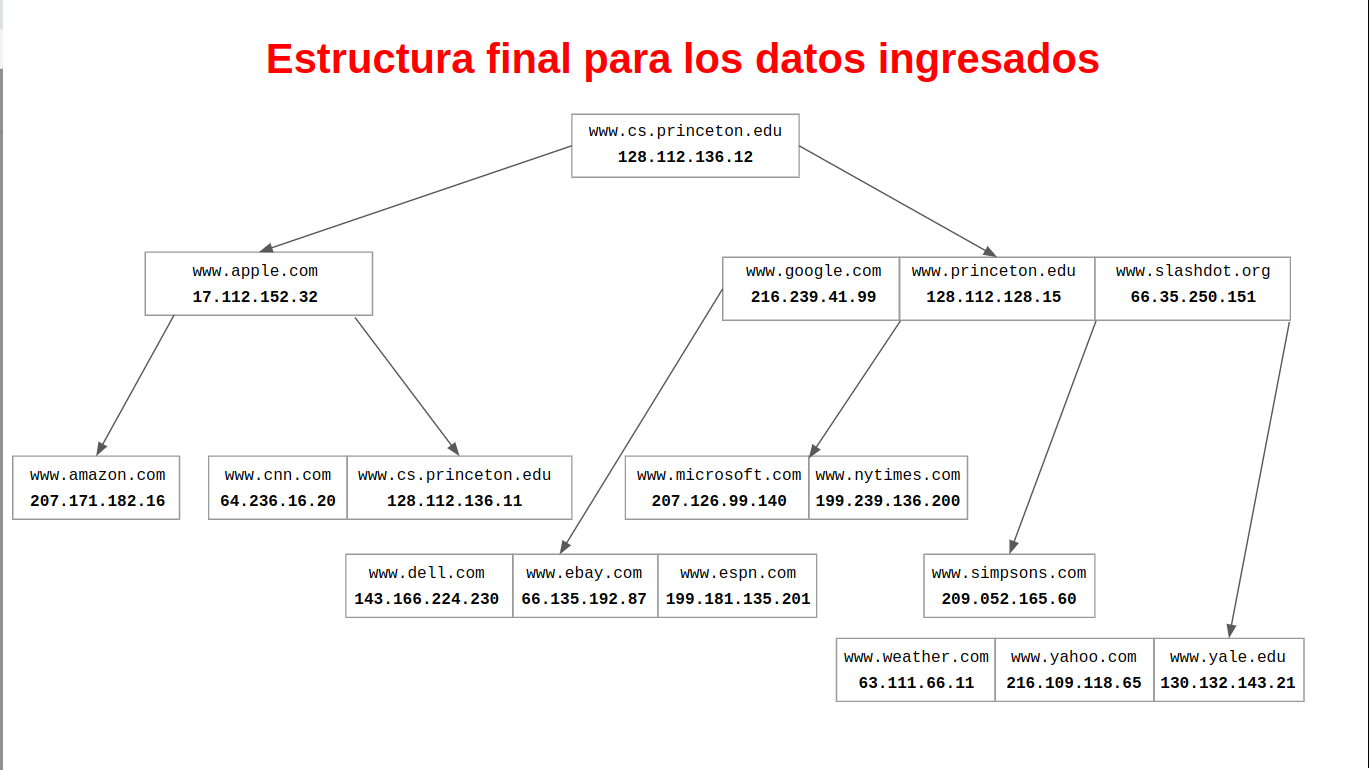 Estructura final para los datos ingresados
www.cs.princeton.edu
128.112.136.12
www.apple.com
17.112.152.32
www.google.com
216.239.41.99
www.princeton.edu
128.112.128.15
www.slashdot.org
66.35.250.151
www.amazon.com
207.171.182.16
www.cnn.com
64.236.16.20
www.cs.princeton.edu
128.112.136.11
www.microsoft.com
207.126.99.140
www.nytimes.com
199.239.136.200
www.dell.com
143.166.224.230
www.ebay.com
66.135.192.87
www.espn.com
199.181.135.201
www.simpsons.com
209.052.165.60
www.weather.com
63.111.66.11
www.yahoo.com
216.109.118.65
www.yale.edu
130.132.143.21